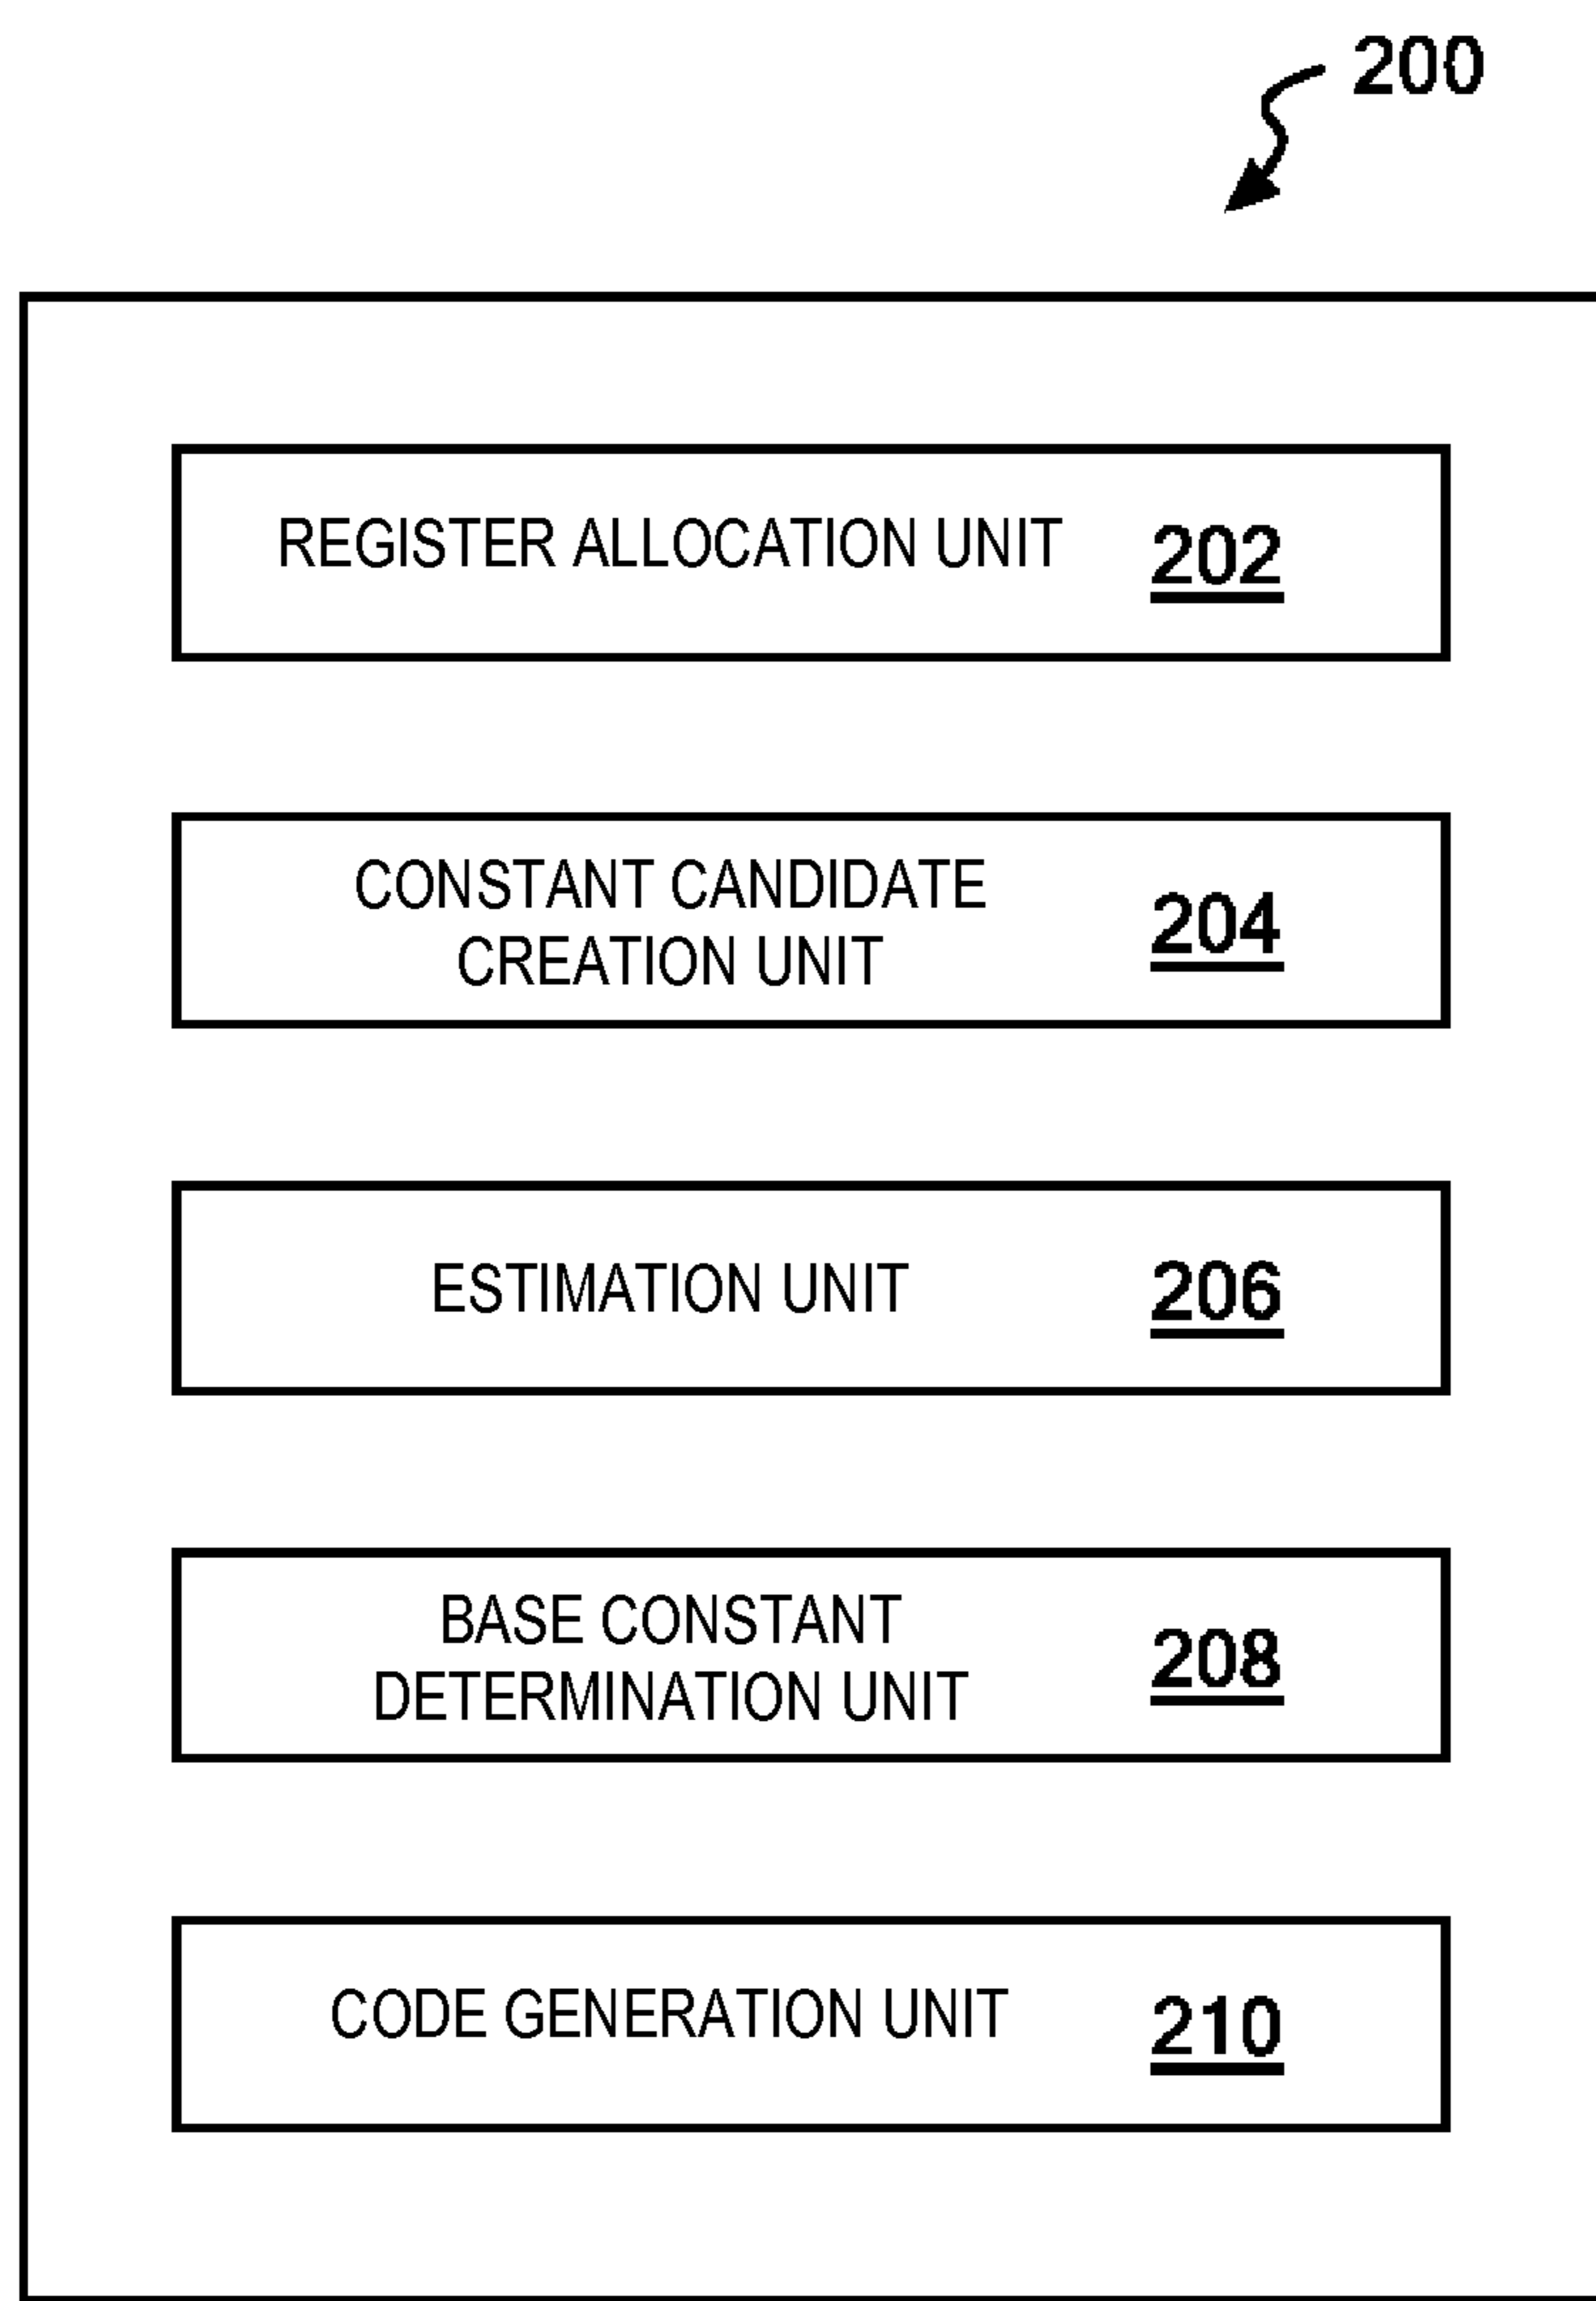 200
REGISTER ALLOCATION UNIT 202
CONSTANT CANDIDATE
CREATION UNIT
204
ESTIMATION UNIT 206
BASE CONSTANT
DETERMINATION UNIT
208
CODE GENERATION UNIT 210